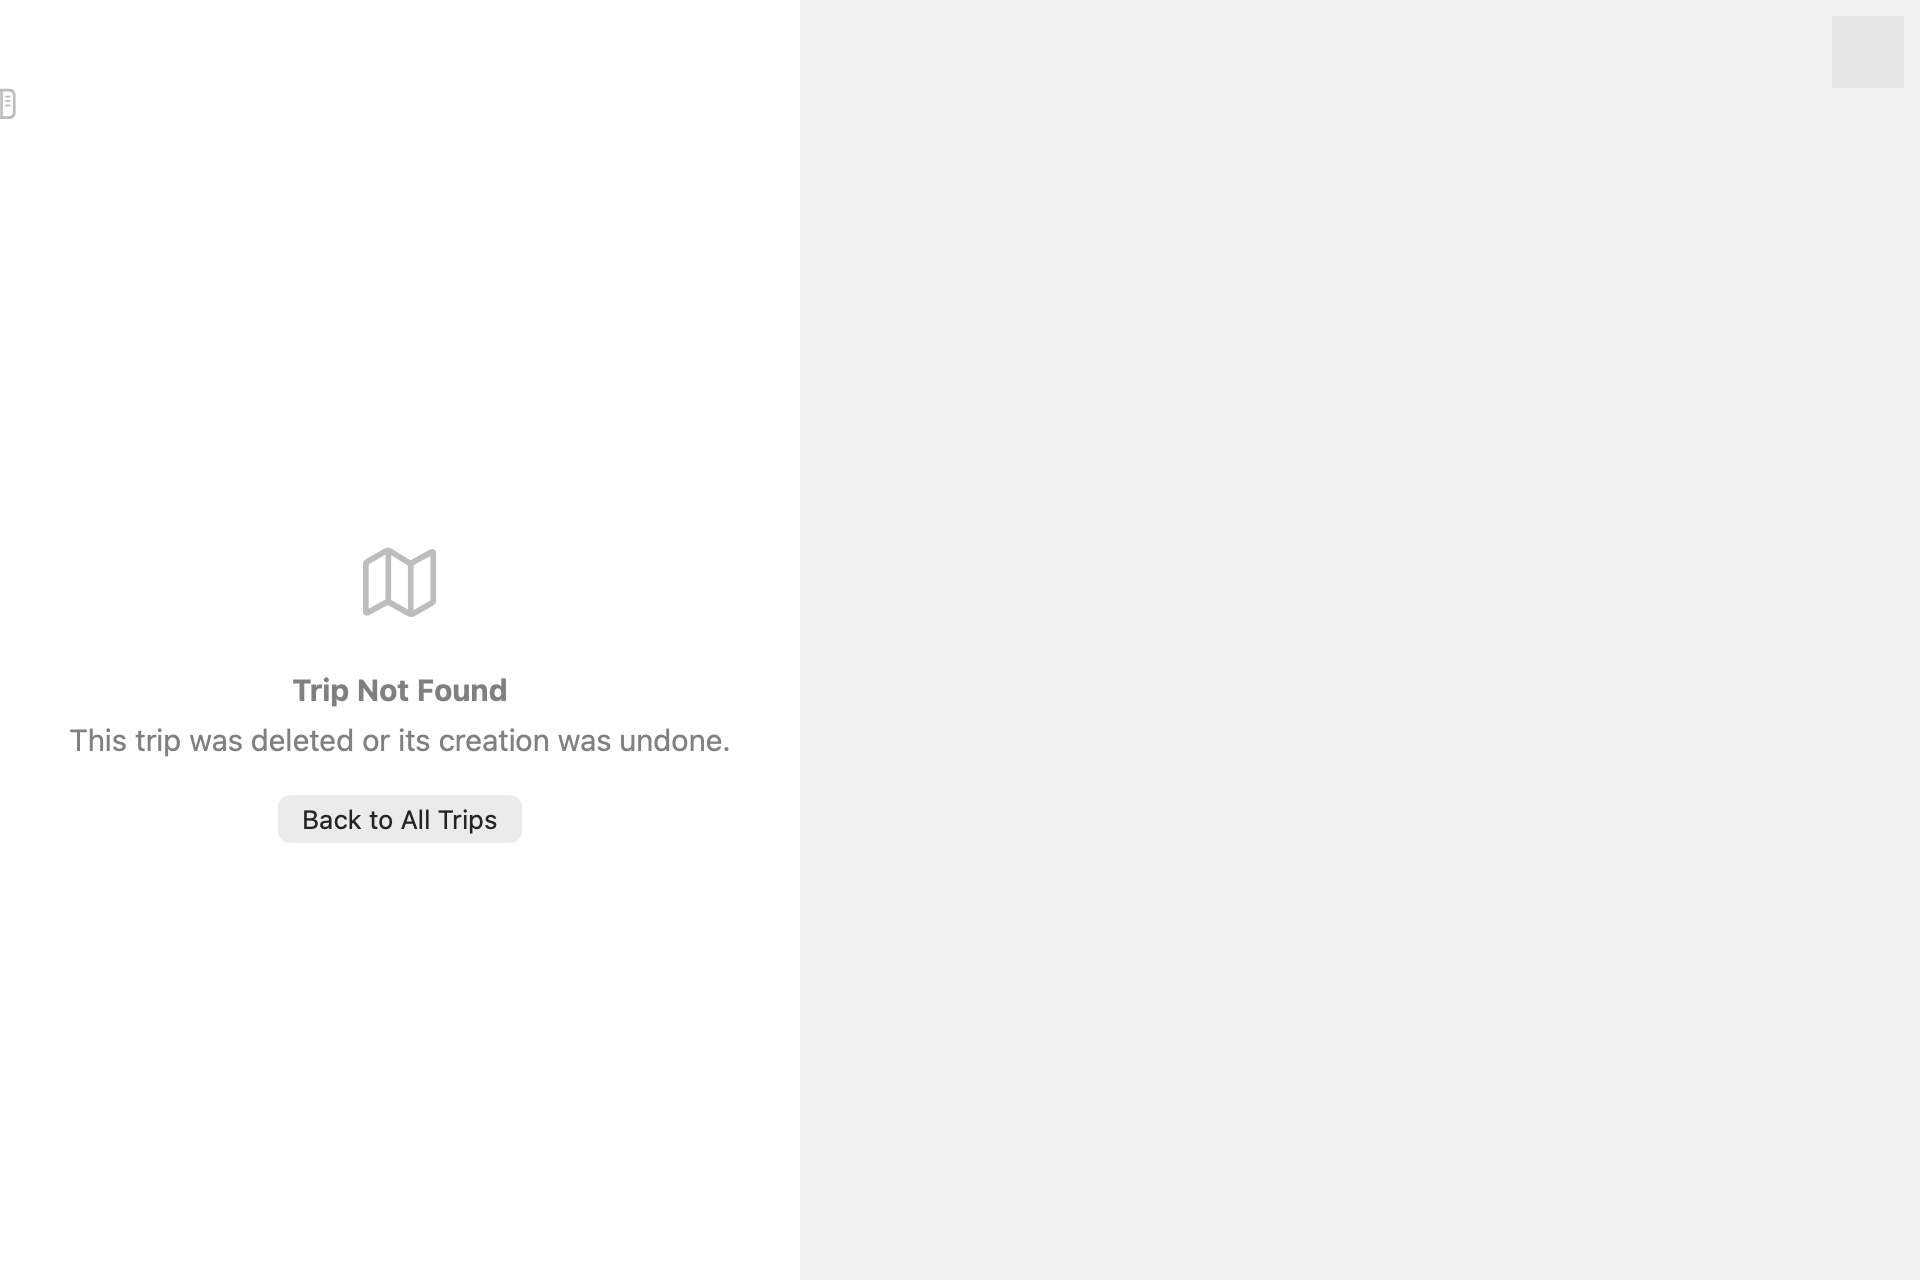 Trip Not Found
This trip was deleted or its creation was undone.
Back to All Trips